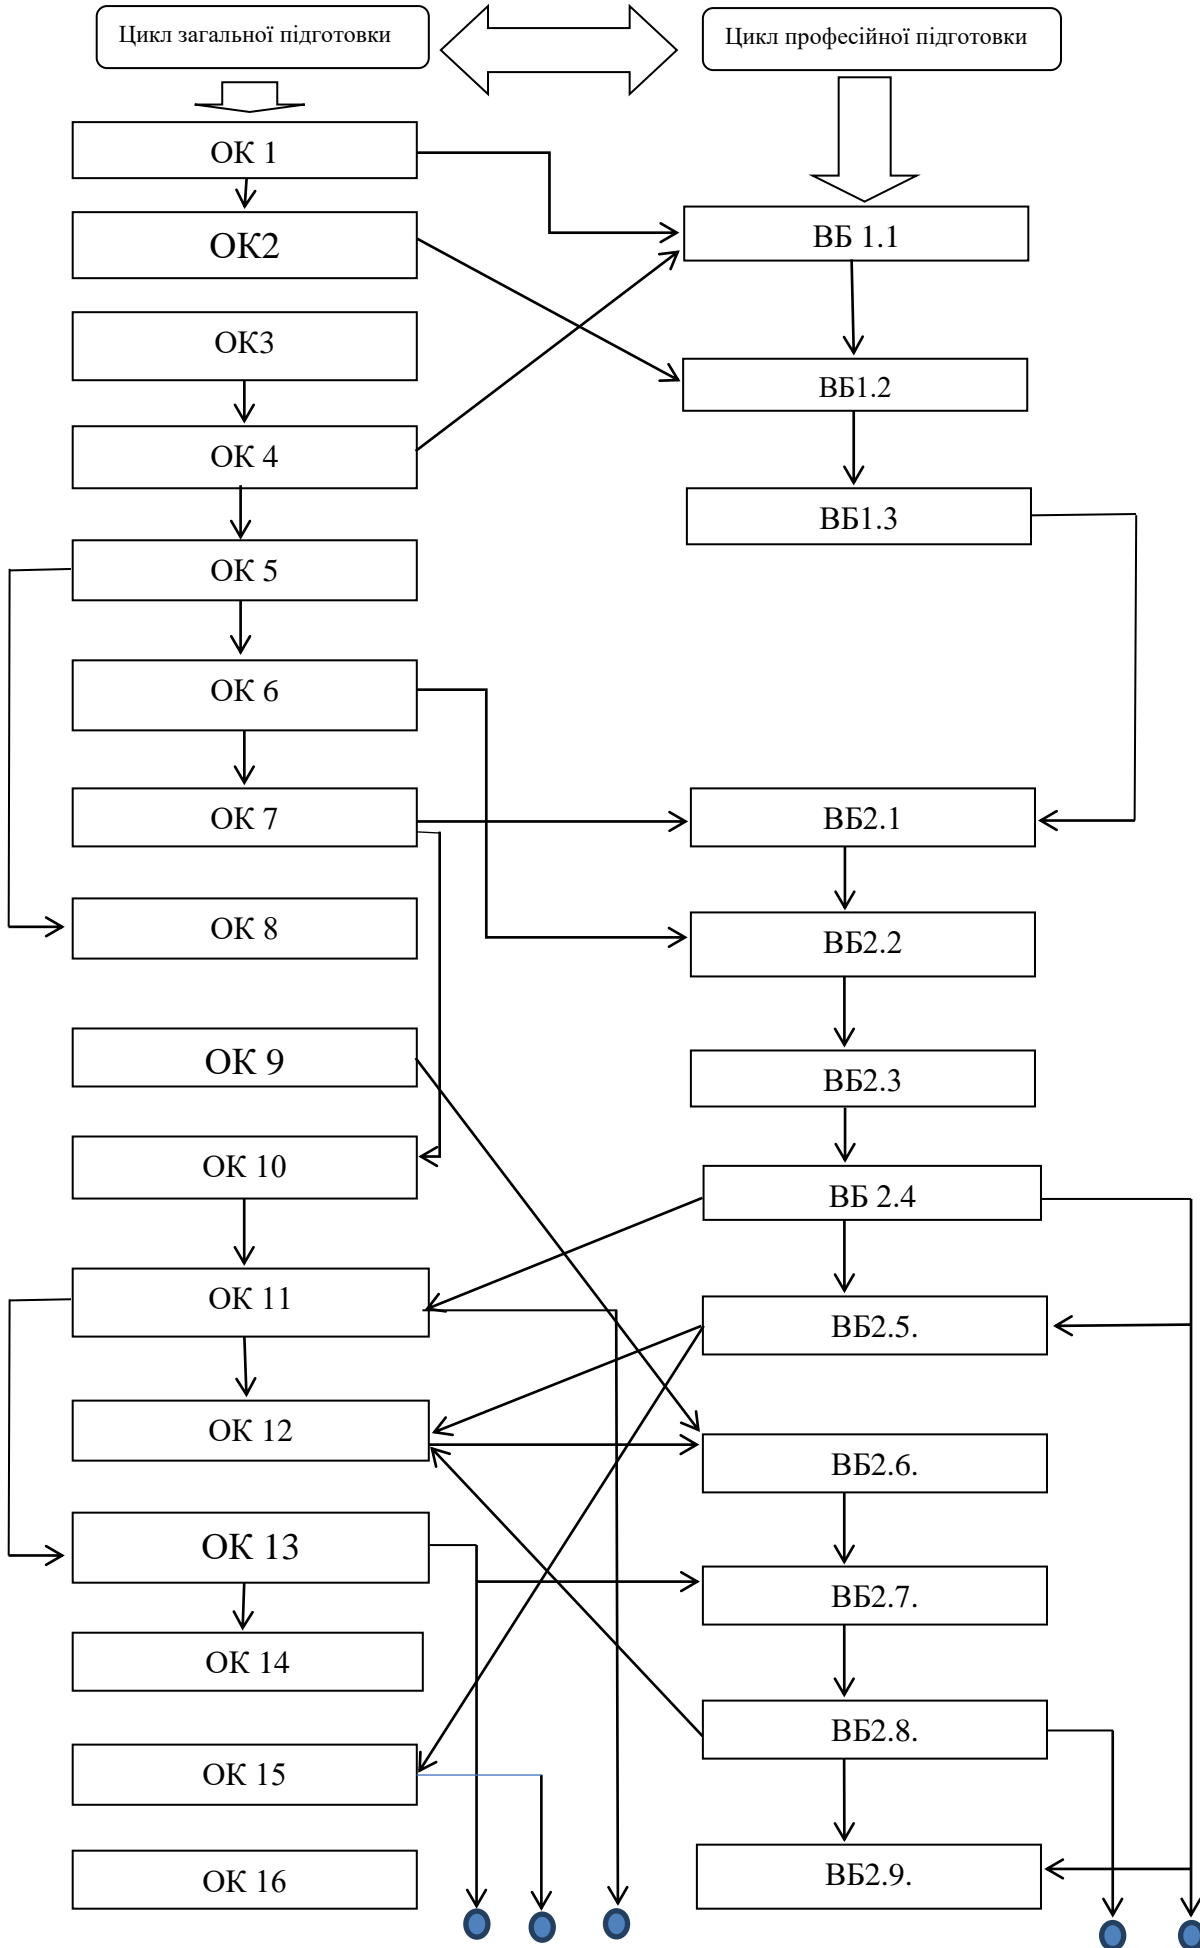 Цикл загальної підготовки
Цикл професійної підготовки
ОК 1
ОК2
ОК3
ОК 4
ОК 5
ОК 6
ОК 7
ОК 8
ОК 9
ОК 10
ОК 11
ОК 12
ОК 13
ОК 14
ОК 15
ОК 16
ВБ 1.1
ВБ1.2
ВБ1.3
ВБ2.1
ВБ2.2
ВБ2.3
ВБ 2.4
ВБ2.5.
ВБ2.6.
ВБ2.7.
ВБ2.8.
ВБ2.9.